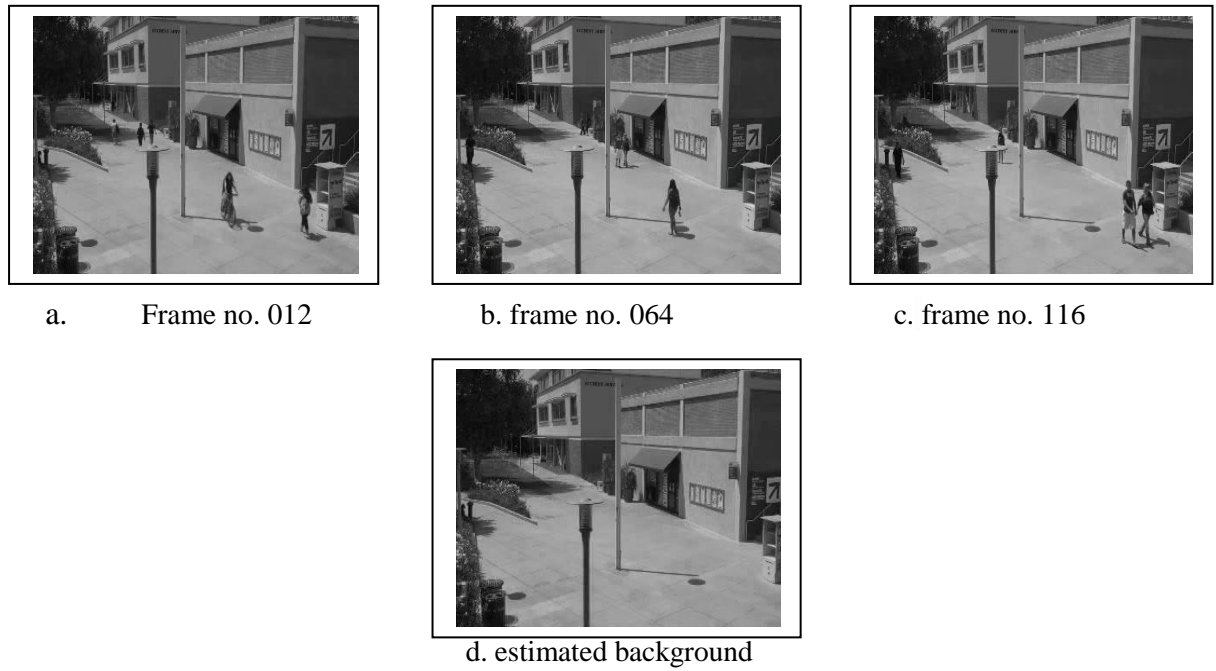 a. Frame no. 012
b. frame no. 064
c. frame no. 116
d. estimated background